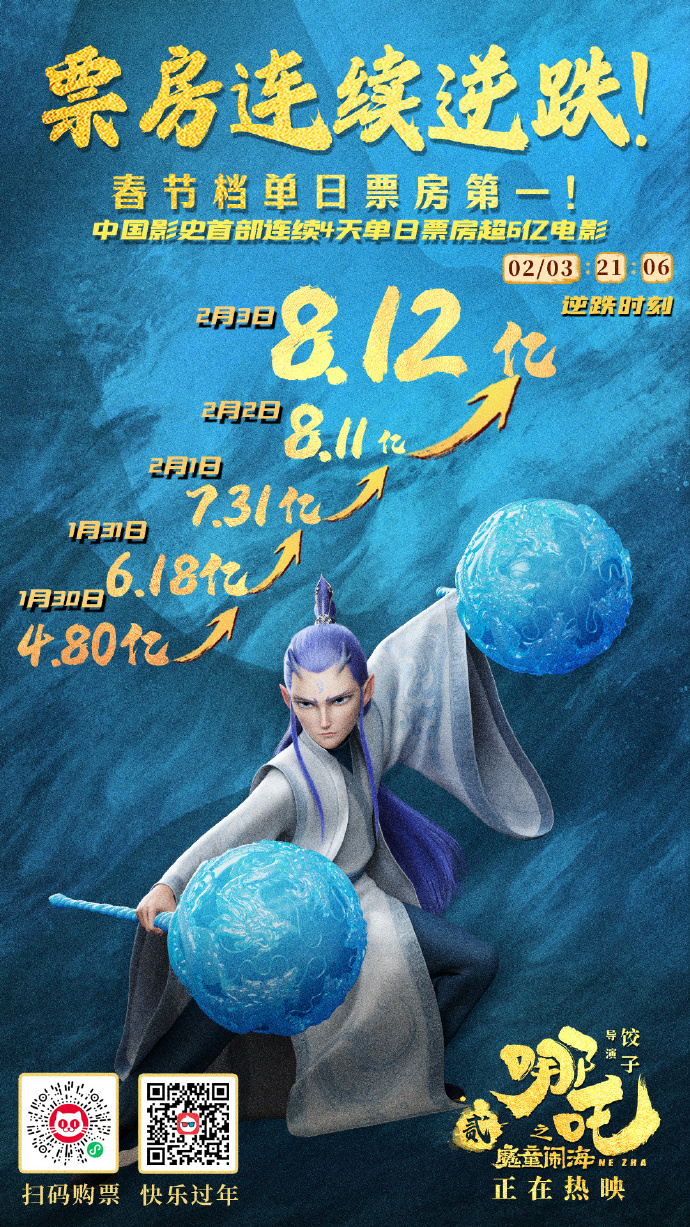 票房连续逆跌!
春节档单日票房第一!
中国影史首部连续4天单日票房超6亿电影
02/03:21:06
逆跌时刻
2月3日 8.12亿
2月2日 8.11亿
2月1日 7.31亿
1月31日 6.18亿
1月30日 4.80亿
导演 饺子
哪吒
贰 之
魔童闹海 NE ZHA
正在热映
扫码购票 快乐过年